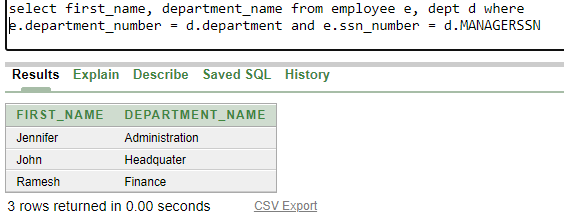 select first_name, department_name from employee e, dept d where
e.department_number = d.department and e.ssn_number = d.MANAGERSSN
Results Explain Describe Saved SQL History
FIRST_NAME DEPARTMENT_NAME
Jennifer Administration
John Headquater
Ramesh Finance
3 rows returned in 0.00 seconds CSV Export